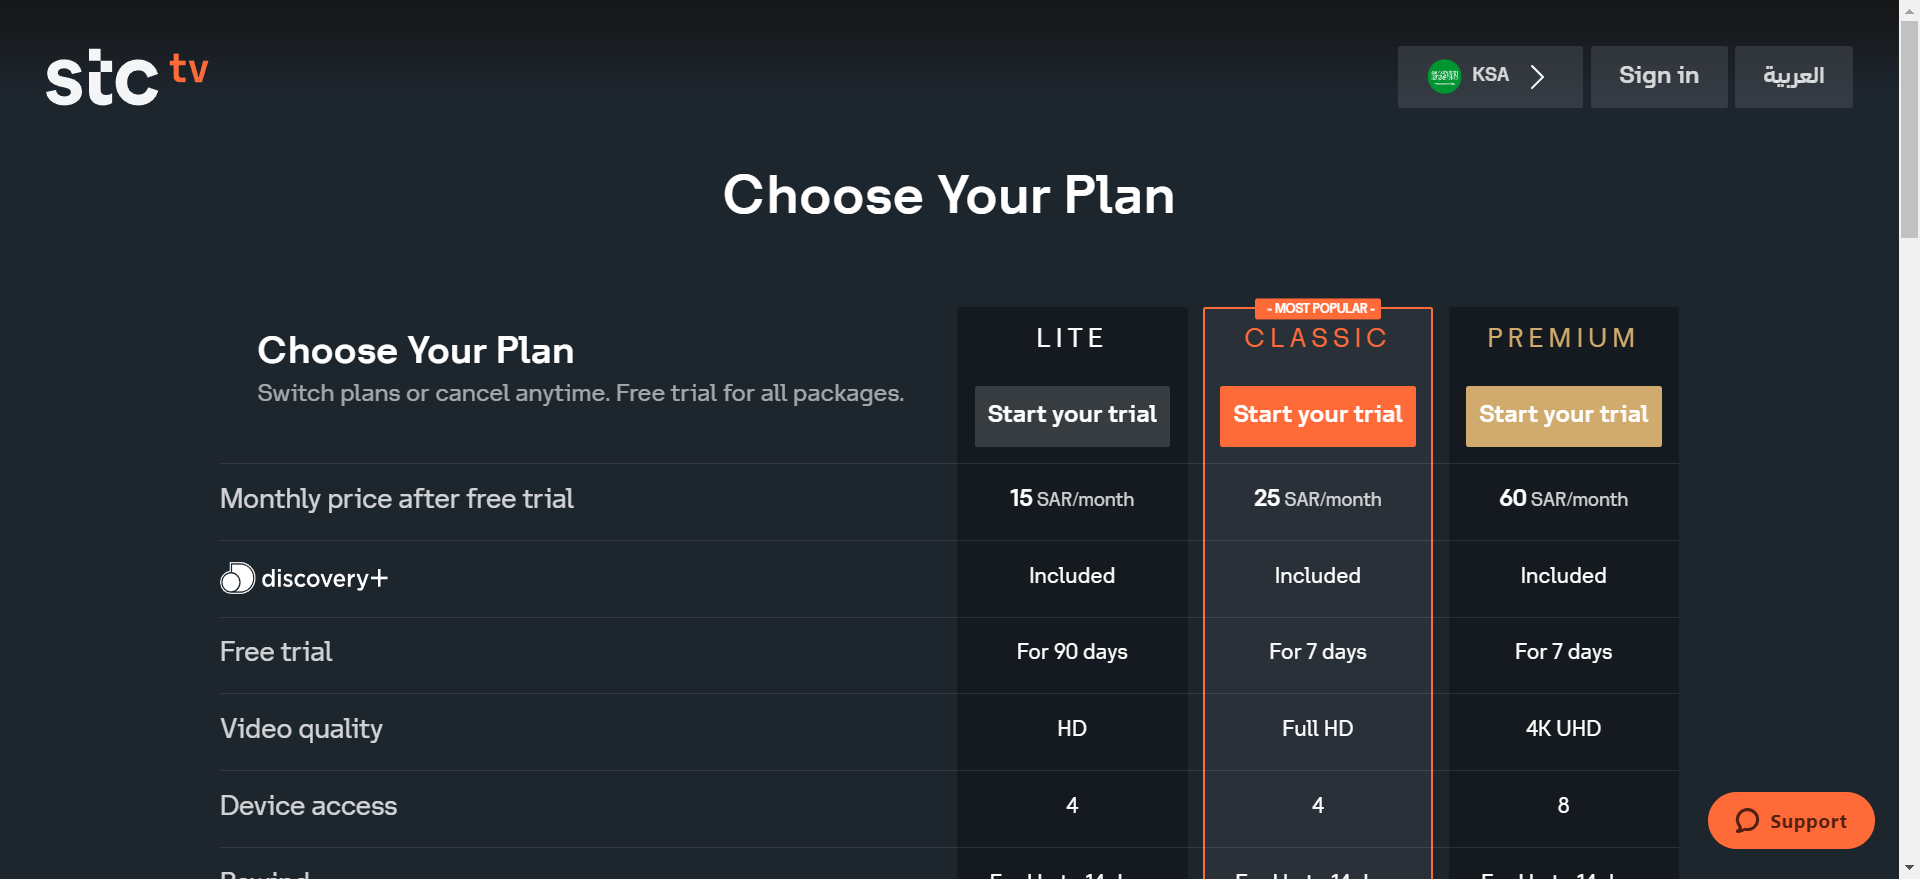 stc tv
KSA
Sign in
العربية
Choose Your Plan
- MOST POPULAR -
LITE
CLASSIC
PREMIUM
Choose Your Plan
Switch plans or cancel anytime. Free trial for all packages.
Start your trial
Start your trial
Start your trial
Monthly price after free trial
15 SAR/month
25 SAR/month
60 SAR/month
discovery+
Included
Included
Included
Free trial
For 90 days
For 7 days
For 7 days
Video quality
HD
Full HD
4K UHD
Device access
4
4
8
Support